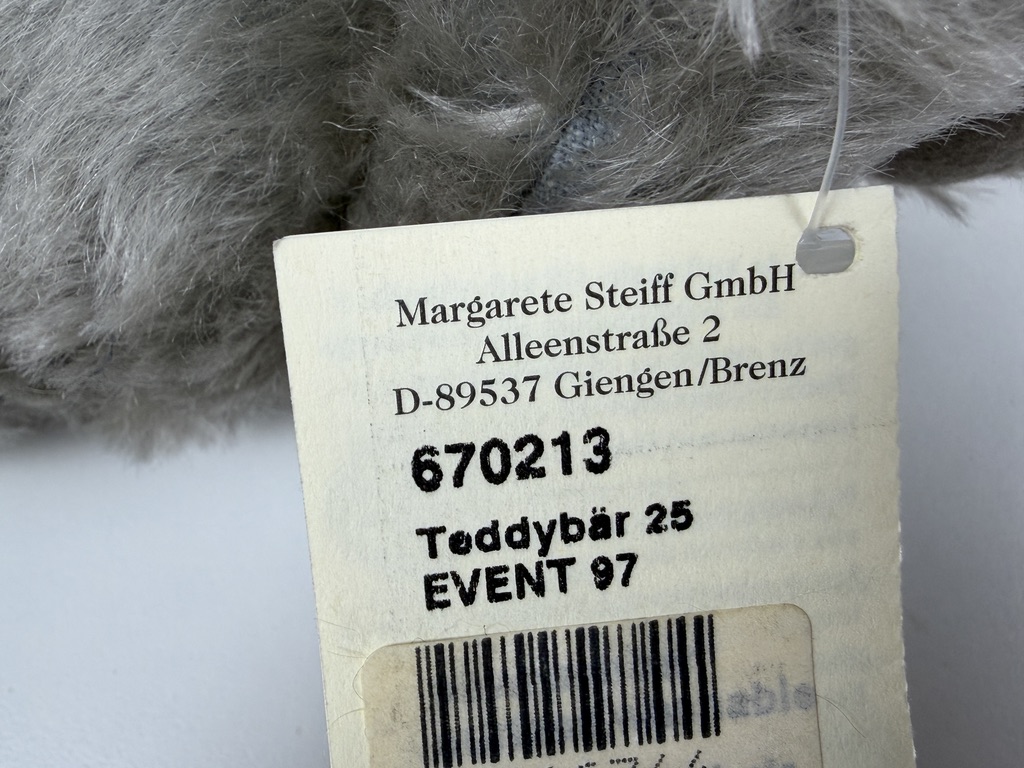 Margarete Steiff GmbH
Alleenstraße 2
D-89537 Giengen/Brenz
670213
Teddybär 25
EVENT 97